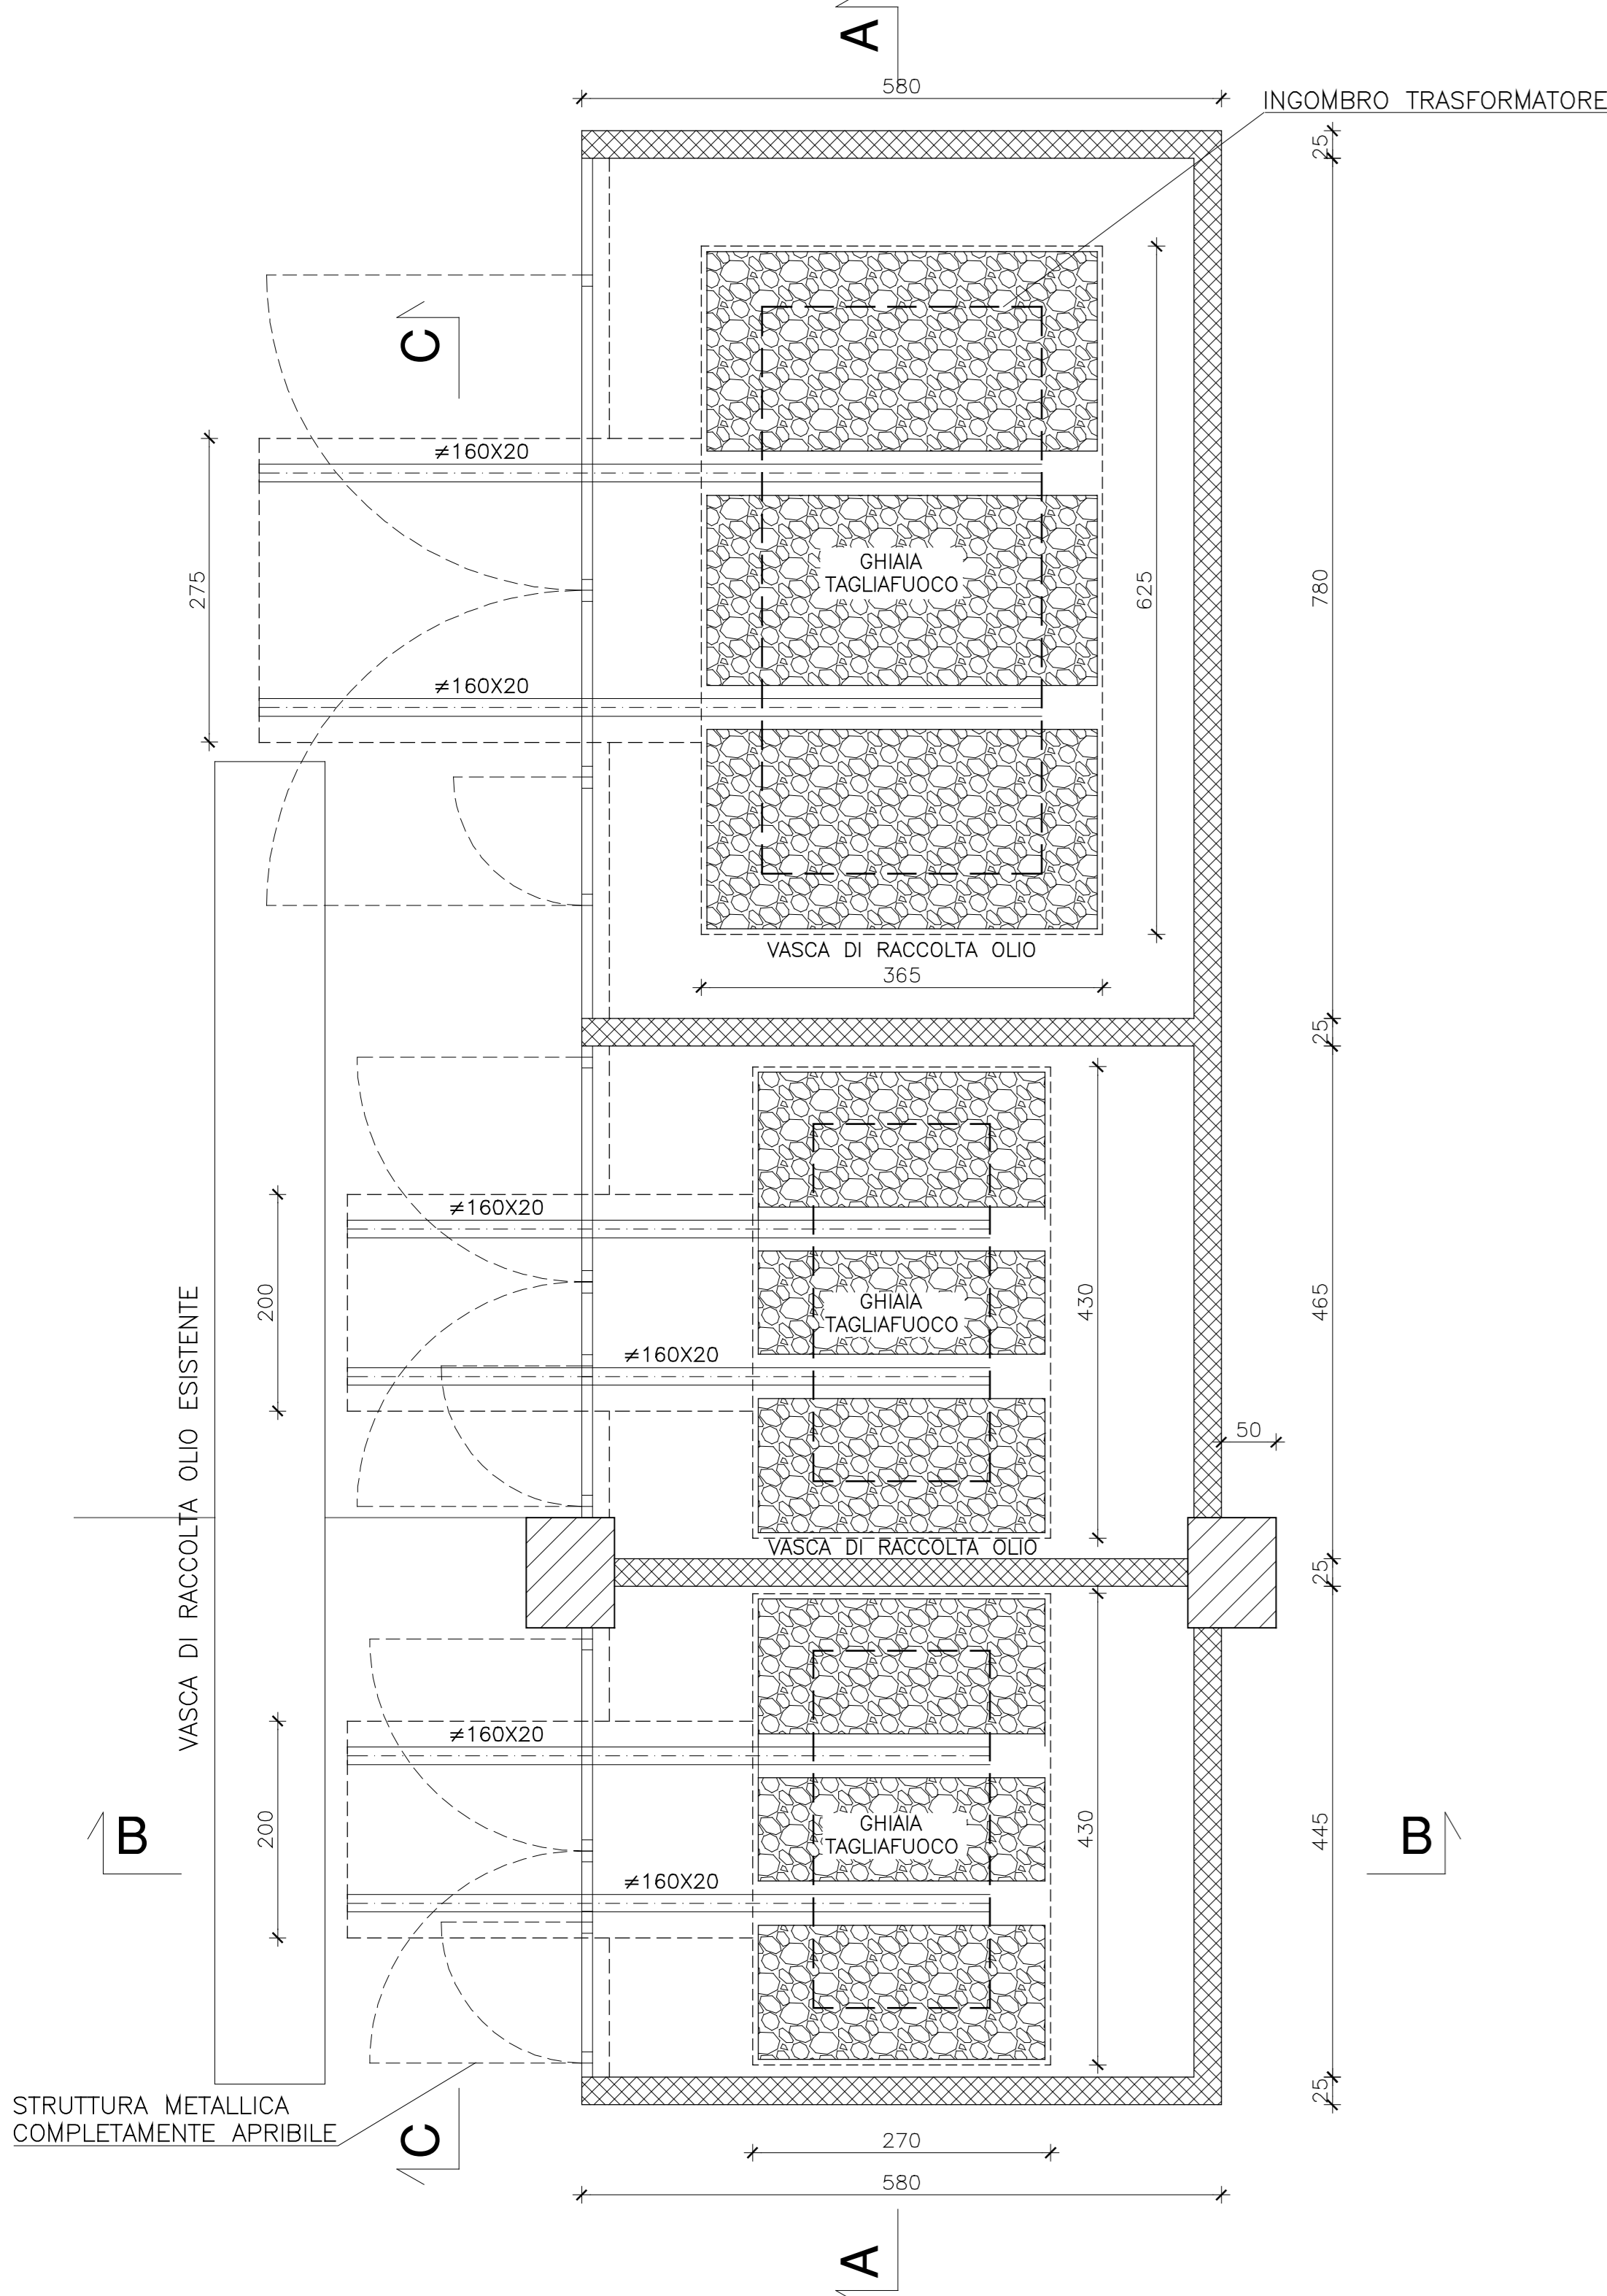 A
580
INGOMBRO TRASFORMATORE
25
C
≠160X20
275
GHIAIA
TAGLIAFUOCO
625
780
≠160X20
VASCA DI RACCOLTA OLIO
365
25
≠160X20
200
GHIAIA
TAGLIAFUOCO
430
465
≠160X20
VASCA DI RACCOLTA OLIO ESISTENTE
50
VASCA DI RACCOLTA OLIO
25
≠160X20
B
200
GHIAIA
TAGLIAFUOCO
430
445
B
≠160X20
25
STRUTTURA METALLICA
COMPLETAMENTE APRIBILE
C
270
580
A